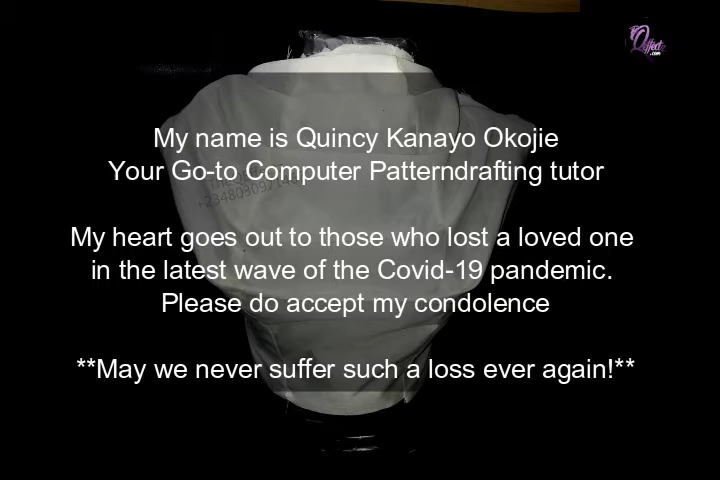 Qffect
.com
My name is Quincy Kanayo Okojie
Your Go-to Computer Patterndrafting tutor
My heart goes out to those who lost a loved one
in the latest wave of the Covid-19 pandemic.
Please do accept my condolence
**May we never suffer such a loss ever again!**